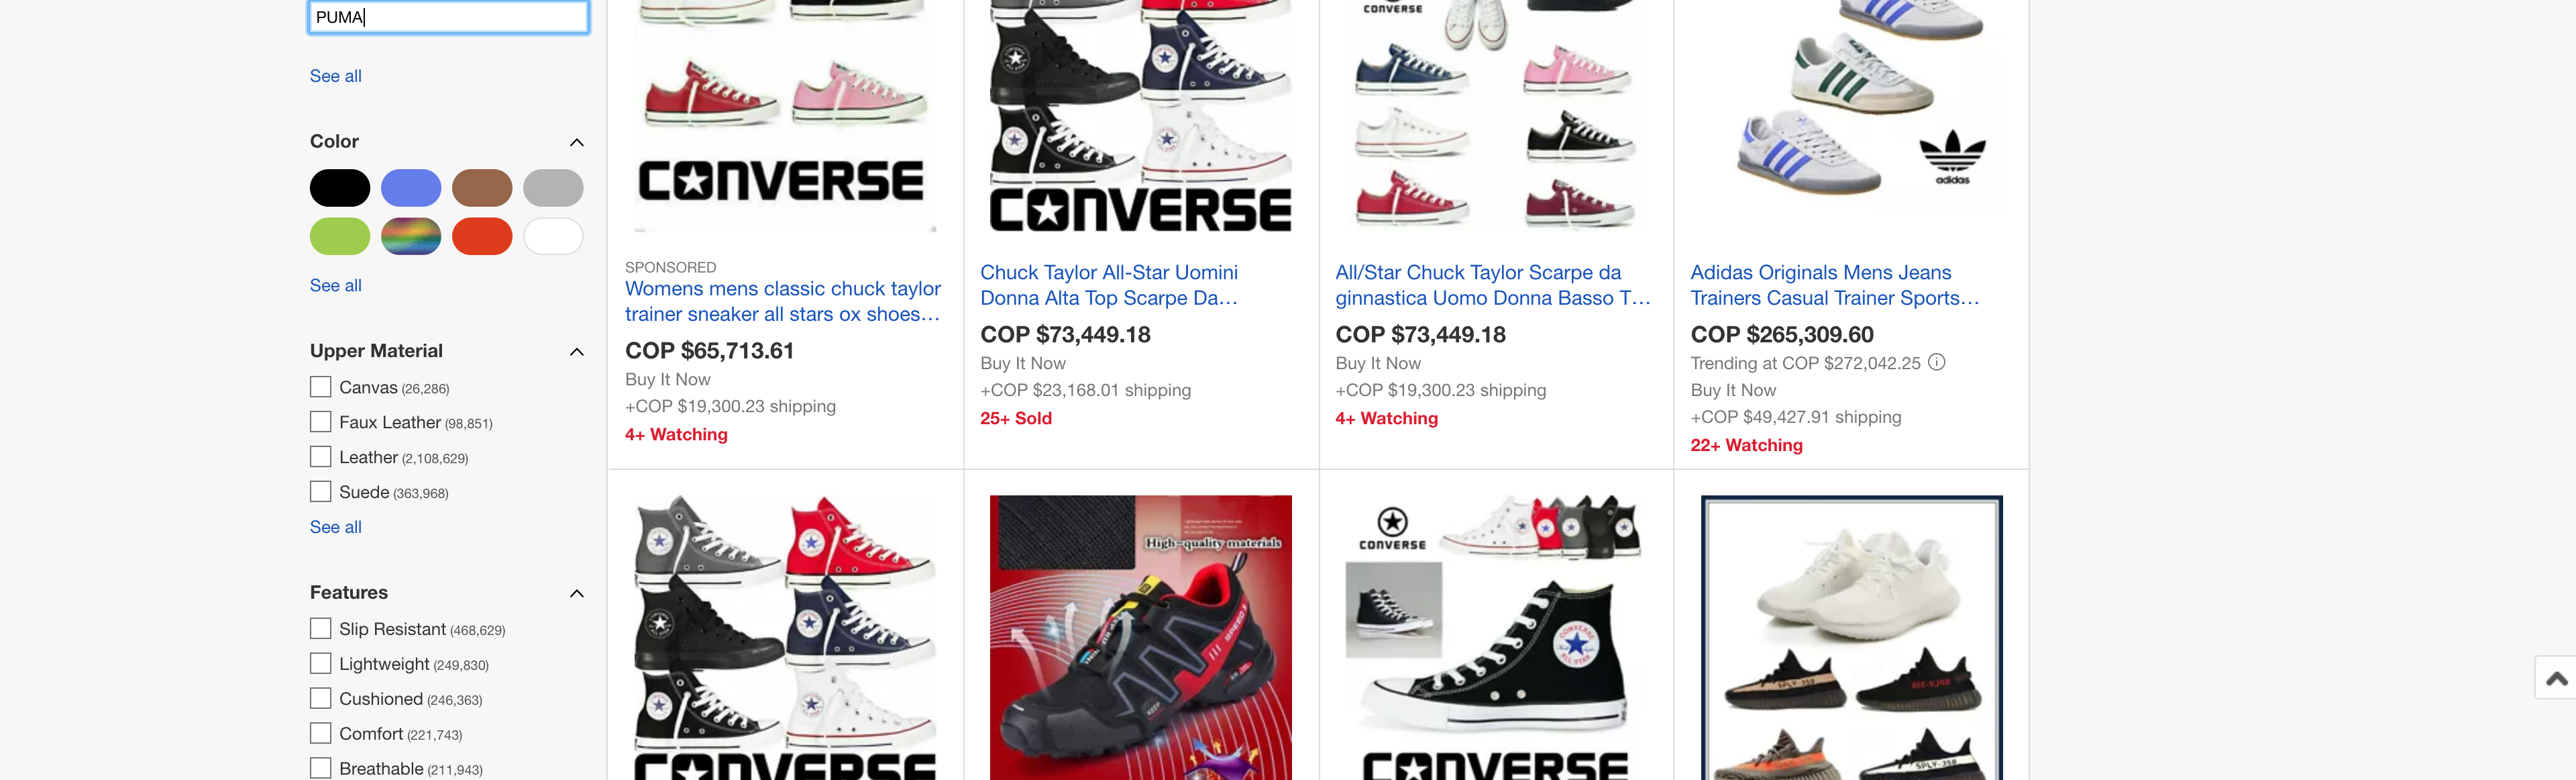 PUMA
See all
Color
See all
Upper Material
Canvas (26,286)
Faux Leather (98,851)
Leather (2,108,629)
Suede (363,968)
See all
Features
Slip Resistant (468,629)
Lightweight (249,830)
Cushioned (246,363)
Comfort (221,743)
Breathable (211,943)
CONVERSE
SPONSORED
Womens mens classic chuck taylor
trainer sneaker all stars ox shoes...
COP $65,713.61
Buy It Now
+COP $19,300.23 shipping
4+ Watching
CONVERSE
Chuck Taylor All-Star Uomini
Donna Alta Top Scarpe Da...
COP $73,449.18
Buy It Now
+COP $23,168.01 shipping
25+ Sold
CONVERSE
All/Star Chuck Taylor Scarpe da
ginnastica Uomo Donna Basso T...
COP $73,449.18
Buy It Now
+COP $19,300.23 shipping
4+ Watching
adidas
Adidas Originals Mens Jeans
Trainers Casual Trainer Sports...
COP $265,309.60
Trending at COP $272,042.25
Buy It Now
+COP $49,427.91 shipping
22+ Watching
CONVERSE
High-quality materials
SPEED
CONVERSE
CONVERSE
ALL STAR
CONVERSE
SPLY-350
SPLY-350